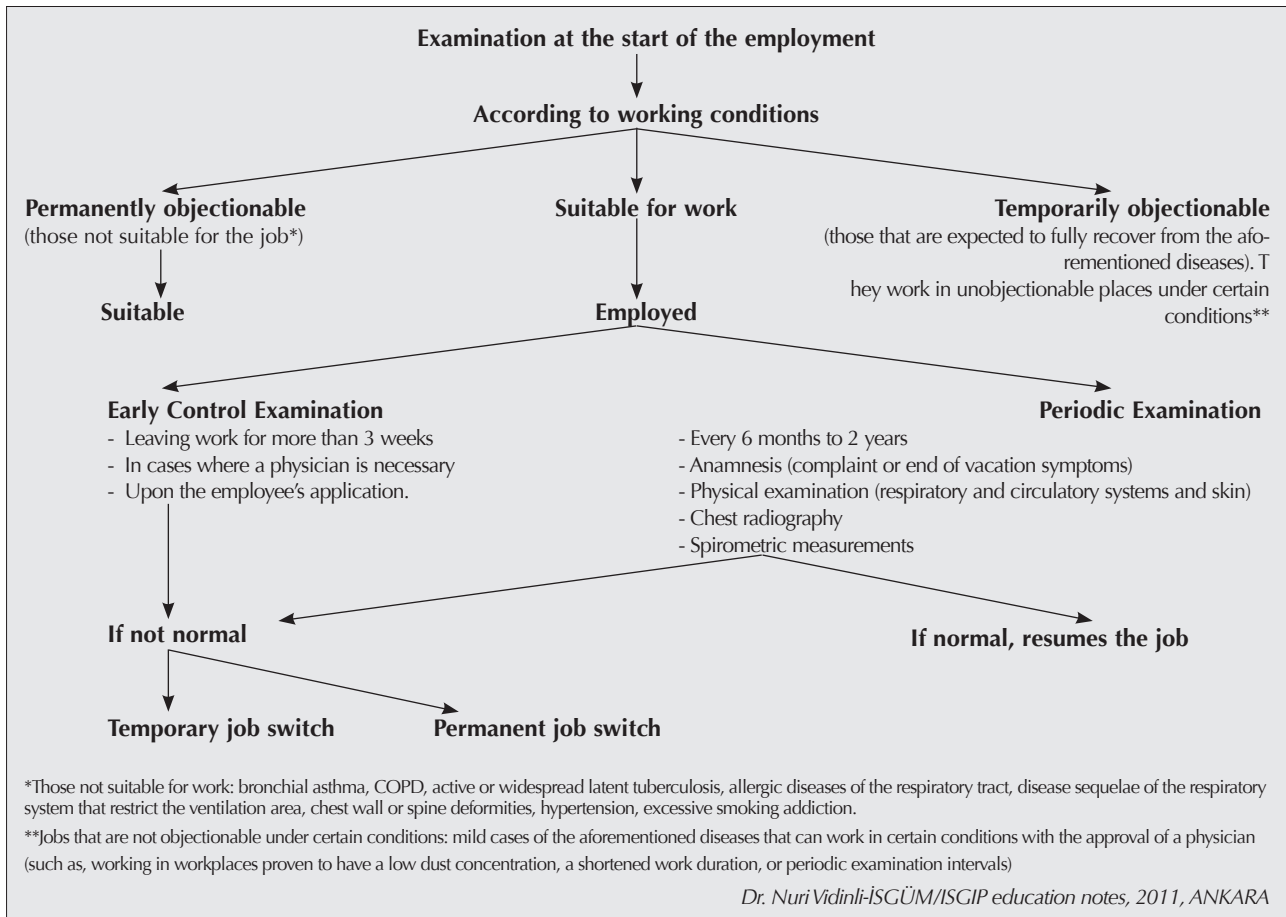 Examination at the start of the employment
According to working conditions
Permanently objectionable
(those not suitable for the job*)
Suitable
Suitable for work
Employed
Temporarily objectionable
(those that are expected to fully recover from the afo-
rementioned diseases). T
hey work in unobjectionable places under certain
conditions**
Early Control Examination
- Leaving work for more than 3 weeks
- In cases where a physician is necessary
- Upon the employee's application.
Periodic Examination
- Every 6 months to 2 years
- Anamnesis (complaint or end of vacation symptoms)
- Physical examination (respiratory and circulatory systems and skin)
- Chest radiography
- Spirometric measurements
If not normal
If normal, resumes the job
Temporary job switch
Permanent job switch
*Those not suitable for work: bronchial asthma, COPD, active or widespread latent tuberculosis, allergic diseases of the respiratory tract, disease sequelae of the respiratory
system that restrict the ventilation area, chest wall or spine deformities, hypertension, excessive smoking addiction.
**Jobs that are not objectionable under certain conditions: mild cases of the aforementioned diseases that can work in certain conditions with the approval of a physician
(such as, working in workplaces proven to have a low dust concentration, a shortened work duration, or periodic examination intervals)
Dr. Nuri Vidinli-İSGÜM/ISGIP education notes, 2011, ANKARA